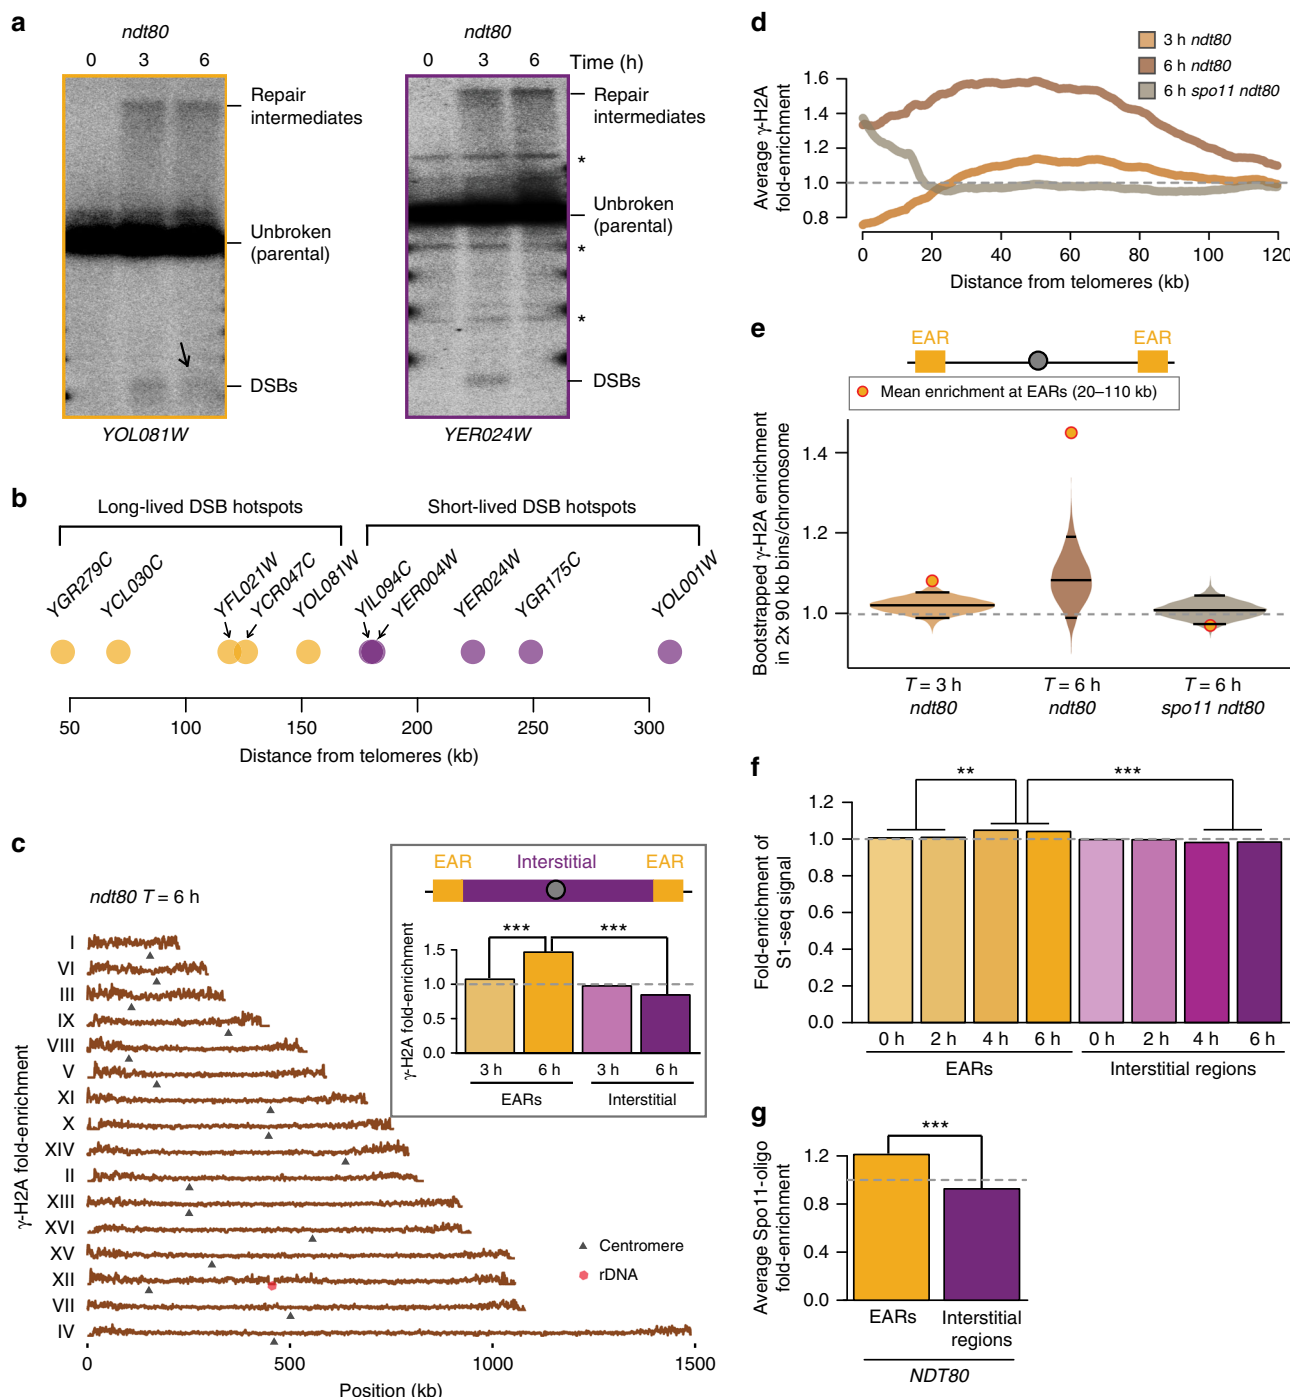 a
ndt80
0 3 6
Repair
intermediates
Unbroken
(parental)
DSBs
YOL081W
ndt80
0 3 6 Time (h)
Repair
intermediates
*
Unbroken
(parental)
*
*
DSBs
YER024W
b
Long-lived DSB hotspots
Short-lived DSB hotspots
YGR279C
YCL030C
YFL021W
YCR047C
YOL081W
YIL094C
YER004W
YER024W
YGR175C
YOL001W
50 100 150 200 250 300
Distance from telomeres (kb)
c
ndt80 T = 6 h
γ-H2A fold-enrichment
I
VI
III
IX
VIII
V
XI
X
XIV
II
XIII
XVI
XV
XII
VII
IV
0 500 1000 1500
Position (kb)
Centromere
rDNA
EAR Interstitial EAR
γ-H2A fold-enrichment
1.5
1.0
0.5
0.0
*** ***
3 h 6 h 3 h 6 h
EARs Interstitial
d
3 h ndt80
6 h ndt80
6 h spo11 ndt80
Average γ-H2A
fold-enrichment
1.6
1.4
1.2
1.0
0.8
0 20 40 60 80 100 120
Distance from telomeres (kb)
e
EAR EAR
Mean enrichment at EARs (20–110 kb)
Bootstrapped γ-H2A enrichment
in 2x 90 kb bins/chromosome
1.4
1.2
1.0
T = 3 h
ndt80
T = 6 h
ndt80
T = 6 h
spo11 ndt80
f
Fold-enrichment of
S1-seq signal
1.2
1.0
0.8
0.6
0.4
0.2
0.0
** ***
0 h 2 h 4 h 6 h 0 h 2 h 4 h 6 h
EARs Interstitial regions
g
Average Spo11-oligo
fold-enrichment
1.2
0.8
0.4
0.0
***
EARs Interstitial
regions
NDT80